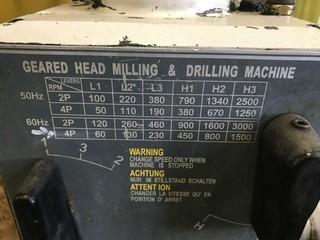 GEARED HEAD MILLING & DRILLING MACHINE
LEVERS RPM L1 L2 L3 H1 H2 H3
50Hz 2P 100 220 380 790 1340 2500
4P 50 110 190 380 670 1250
60Hz 2P 120 260 460 900 1600 3000
4P 60 130 230 450 800 1500
1 3 2
WARNING
CHANGE SPEED ONLY WHEN
MACHINE IS STOPPED
ACHTUNG
NUR IM STILLSTAND SCHALTEN
ATTENTION
CHANGER LA VITESSE QU'EN
POSITION D' ARRET
H